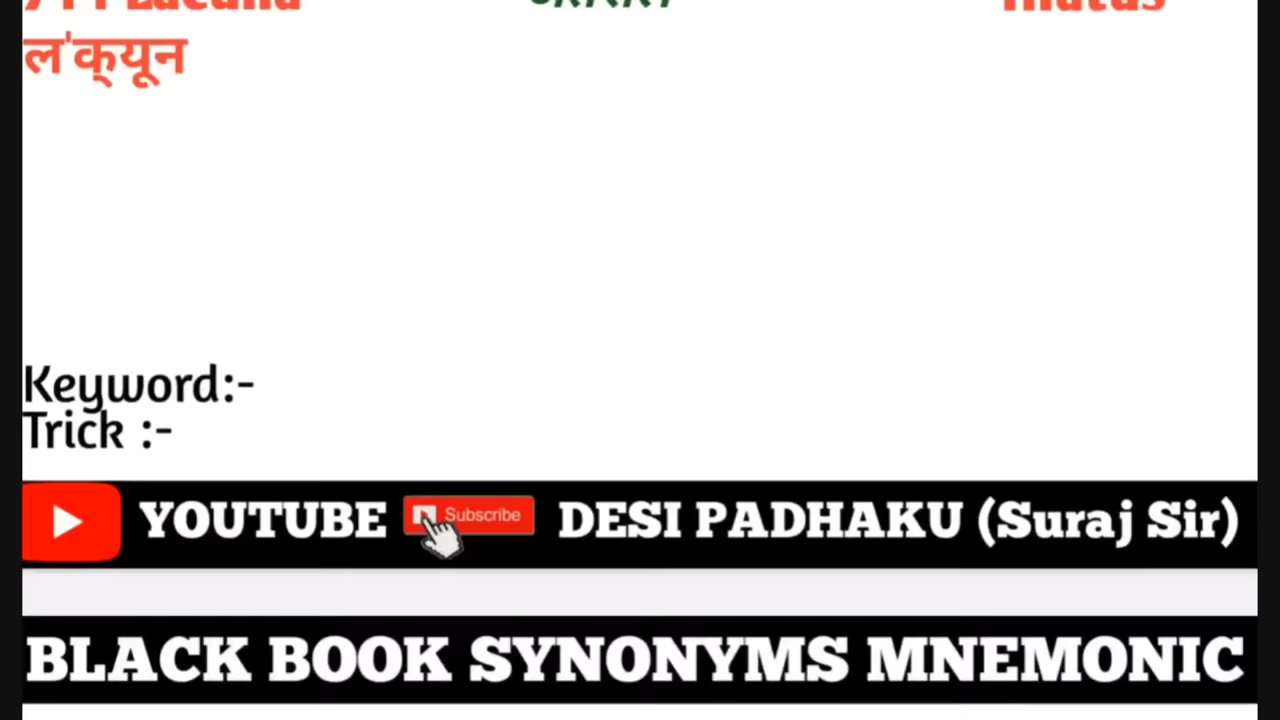 ल'क्यून
Keyword:-
Trick :-
YOUTUBE Subscribe DESI PADHAKU (Suraj Sir)
BLACK BOOK SYNONYMS MNEMONIC